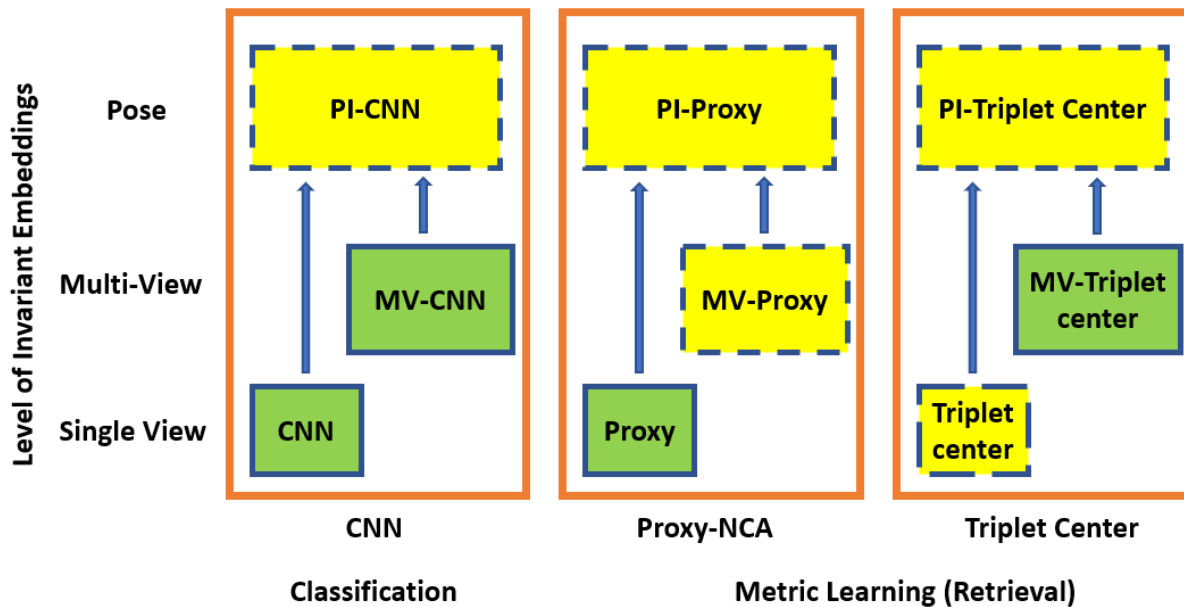 Level of Invariant Embeddings
Pose
PI-CNN
PI-Proxy
PI-Triplet Center
Multi-View
MV-CNN
MV-Proxy
MV-Triplet
center
Single View
CNN
Proxy
Triplet
center
CNN
Proxy-NCA
Triplet Center
Classification
Metric Learning (Retrieval)